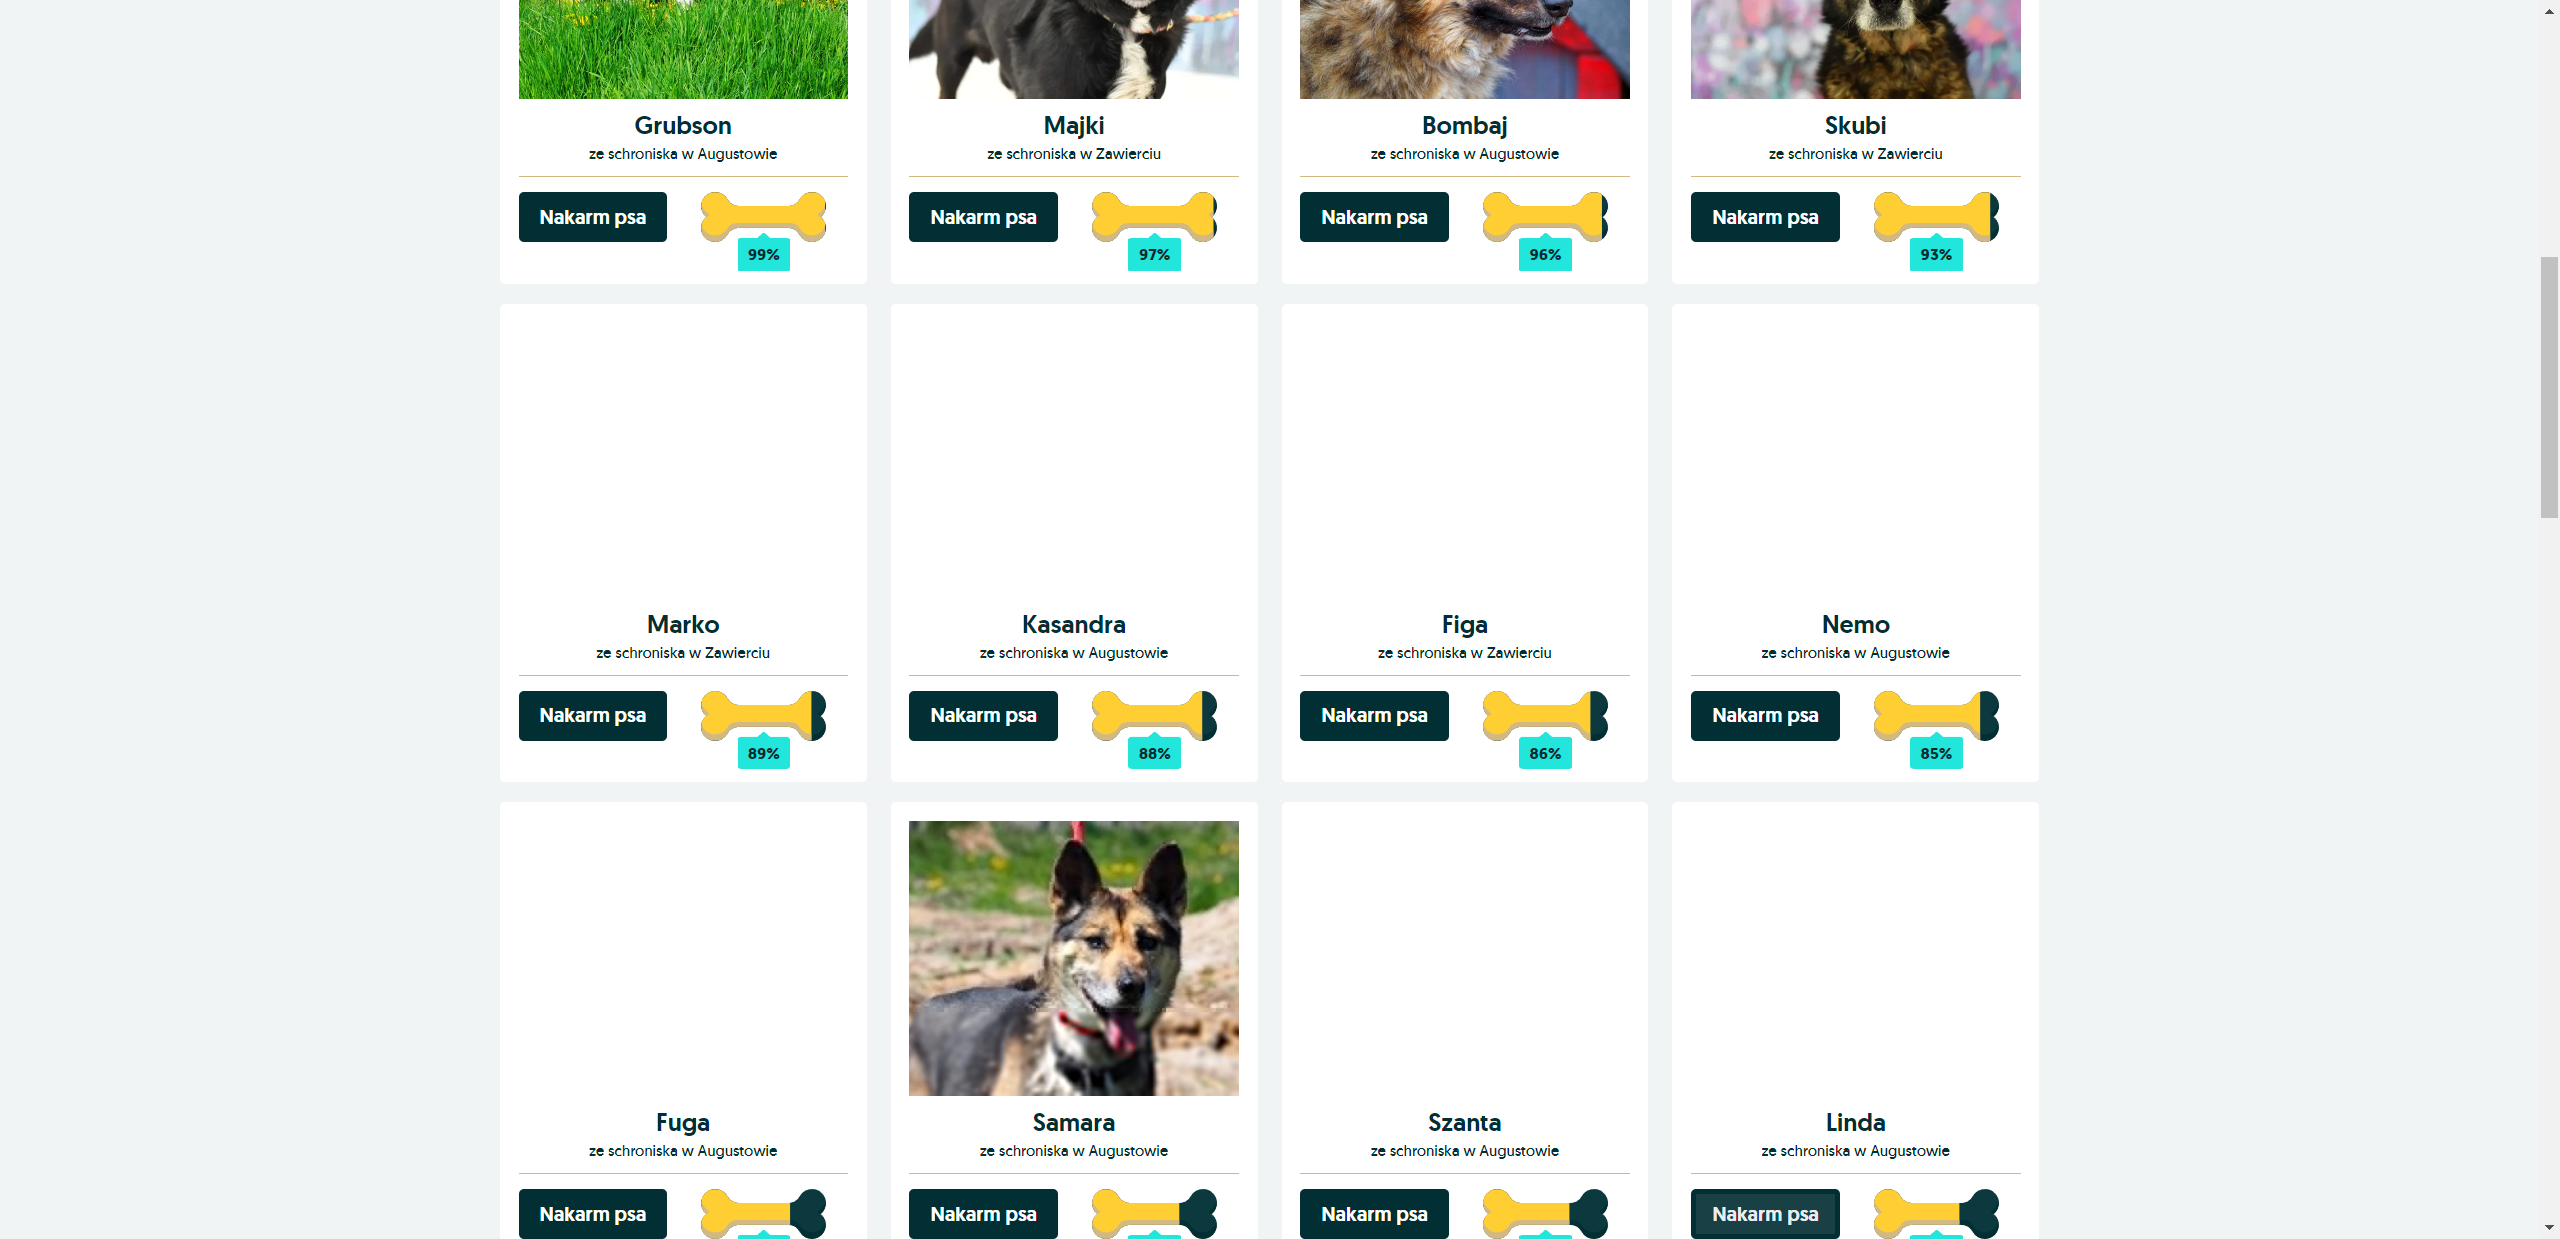 Grubson
ze schroniska w Augustowie
Nakarm psa
99%
Majki
ze schroniska w Zawierciu
Nakarm psa
97%
Bombaj
ze schroniska w Augustowie
Nakarm psa
96%
Skubi
ze schroniska w Zawierciu
Nakarm psa
93%
Marko
ze schroniska w Zawierciu
Nakarm psa
89%
Kasandra
ze schroniska w Augustowie
Nakarm psa
88%
Figa
ze schroniska w Zawierciu
Nakarm psa
86%
Nemo
ze schroniska w Augustowie
Nakarm psa
85%
Fuga
ze schroniska w Augustowie
Nakarm psa
Samara
ze schroniska w Augustowie
Nakarm psa
Szanta
ze schroniska w Augustowie
Nakarm psa
Linda
ze schroniska w Augustowie
Nakarm psa